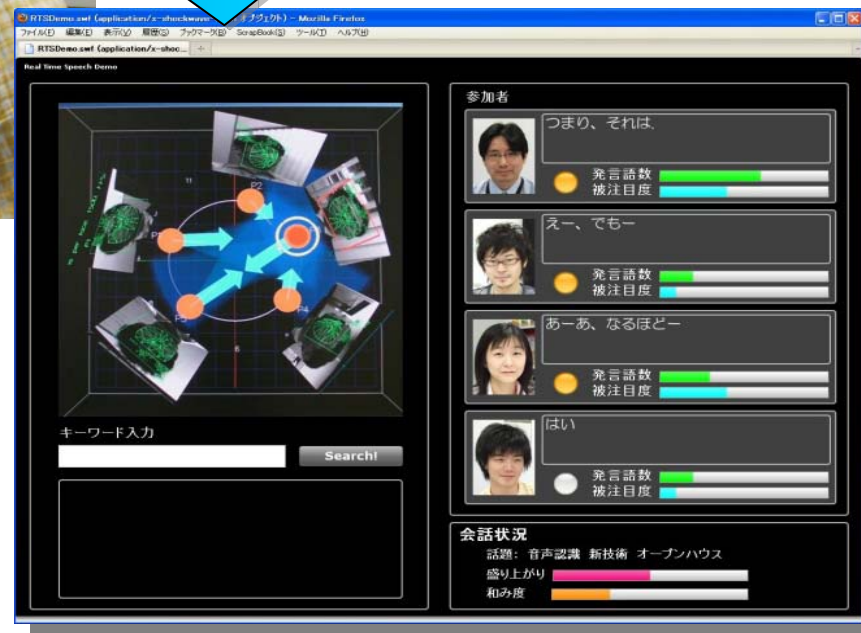 RTSDemo.swf (application/x-shockwave-
オブジェクト) - Mozilla Firefox
ファイル(F) 編集(E) 表示(V) 履歴(S) ブックマーク(B) ScrapBook(S) ツール(T) ヘルプ(H)
RTSDemo.swf (application/x-shoc...
Real Time Speech Demo
P2
P1
P4
11
6
キーワード入力
Search!
参加者
つまり、それは.
発言語数
被注目度
えー、でもー
発言語数
被注目度
あーあ、なるほどー
発言語数
被注目度
はい
発言語数
被注目度
会話状況
話題: 音声認識 新技術 オープンハウス
盛り上がり
和み度